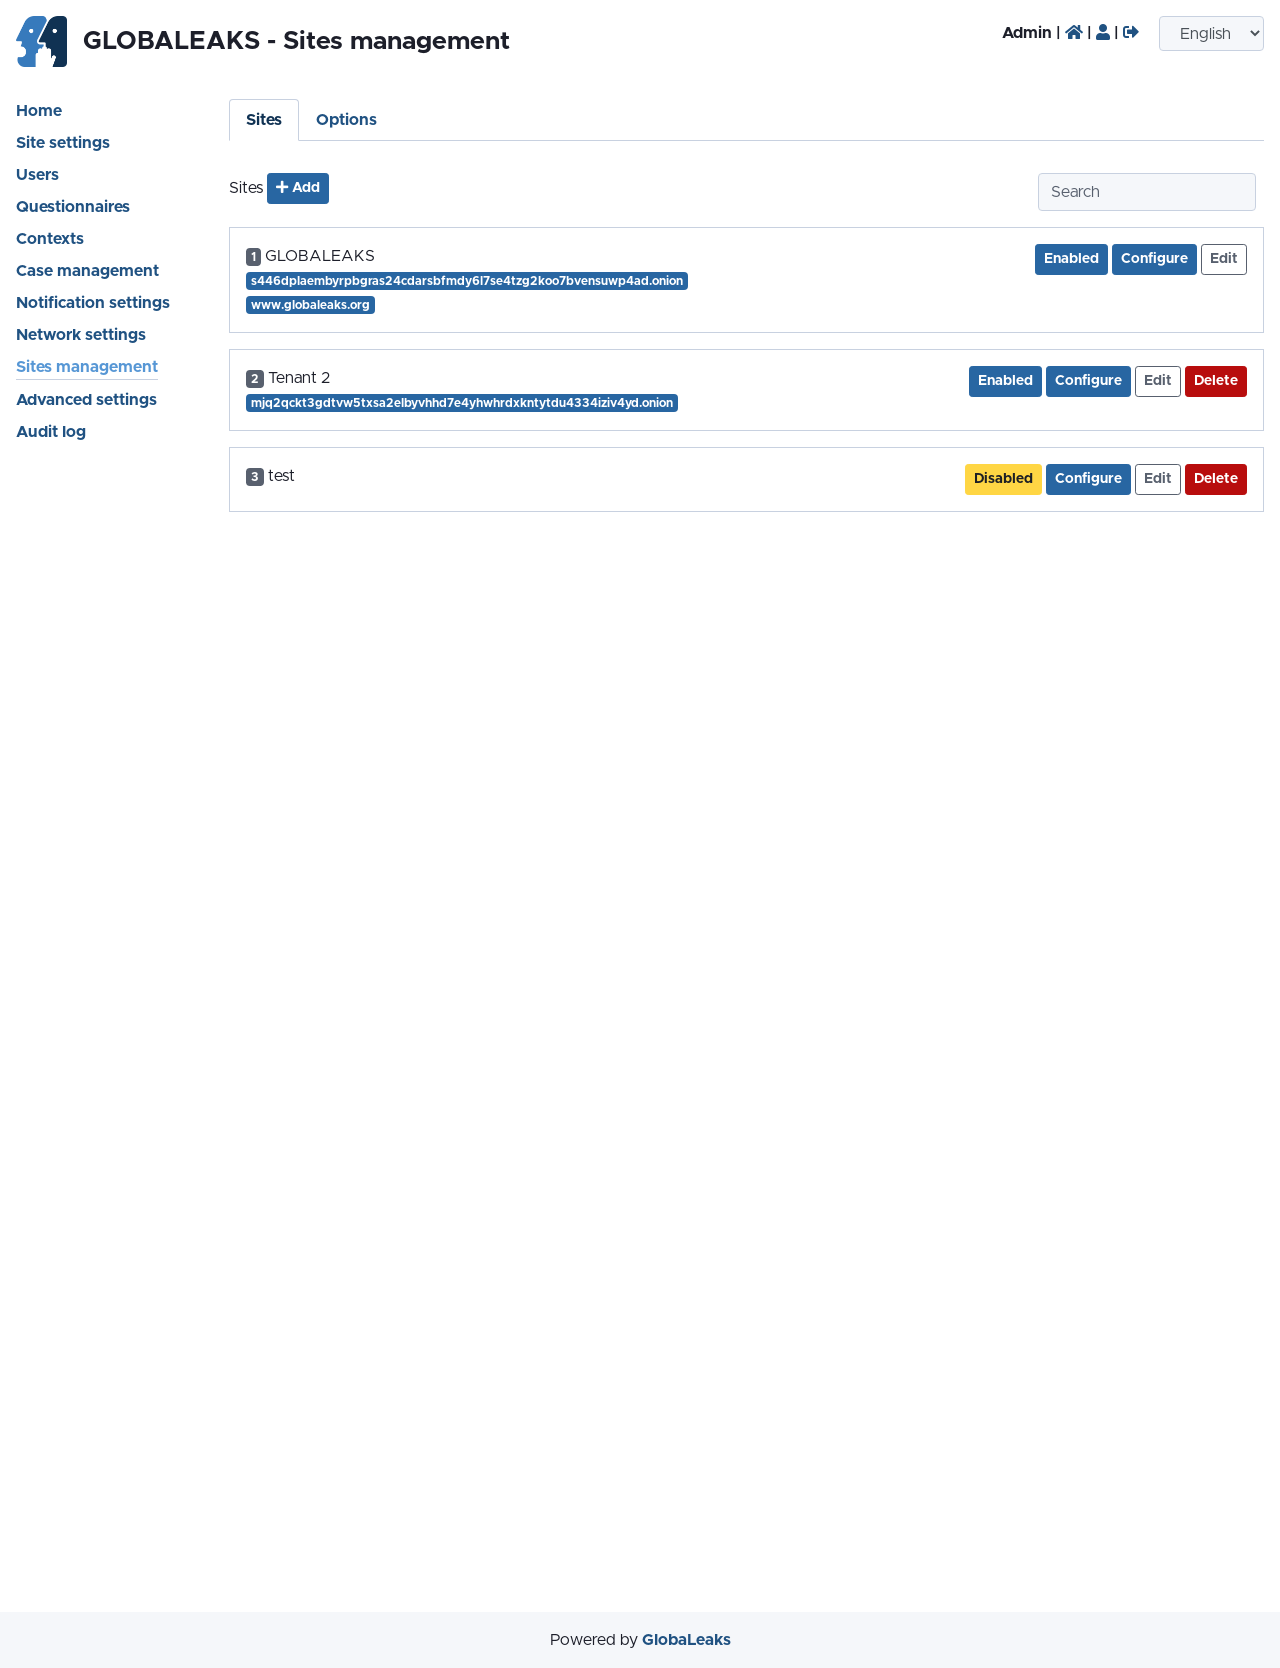 GLOBALEAKS - Sites management
Admin | | |
English
Home
Site settings
Users
Questionnaires
Contexts
Case management
Notification settings
Network settings
Sites management
Advanced settings
Audit log
Sites Options
Sites + Add
Search
1 GLOBALEAKS
Enabled Configure Edit
s446dplaembyrpbgras24cdarsbfmdy6l7se4tzg2koo7bvensuwp4ad.onion
www.globaleaks.org
2 Tenant 2
Enabled Configure Edit Delete
mjq2qckt3gdtvw5txsa2elbyvhhd7e4yhwhrdxkntytdu4334iziv4yd.onion
3 test
Disabled Configure Edit Delete
Powered by GlobaLeaks